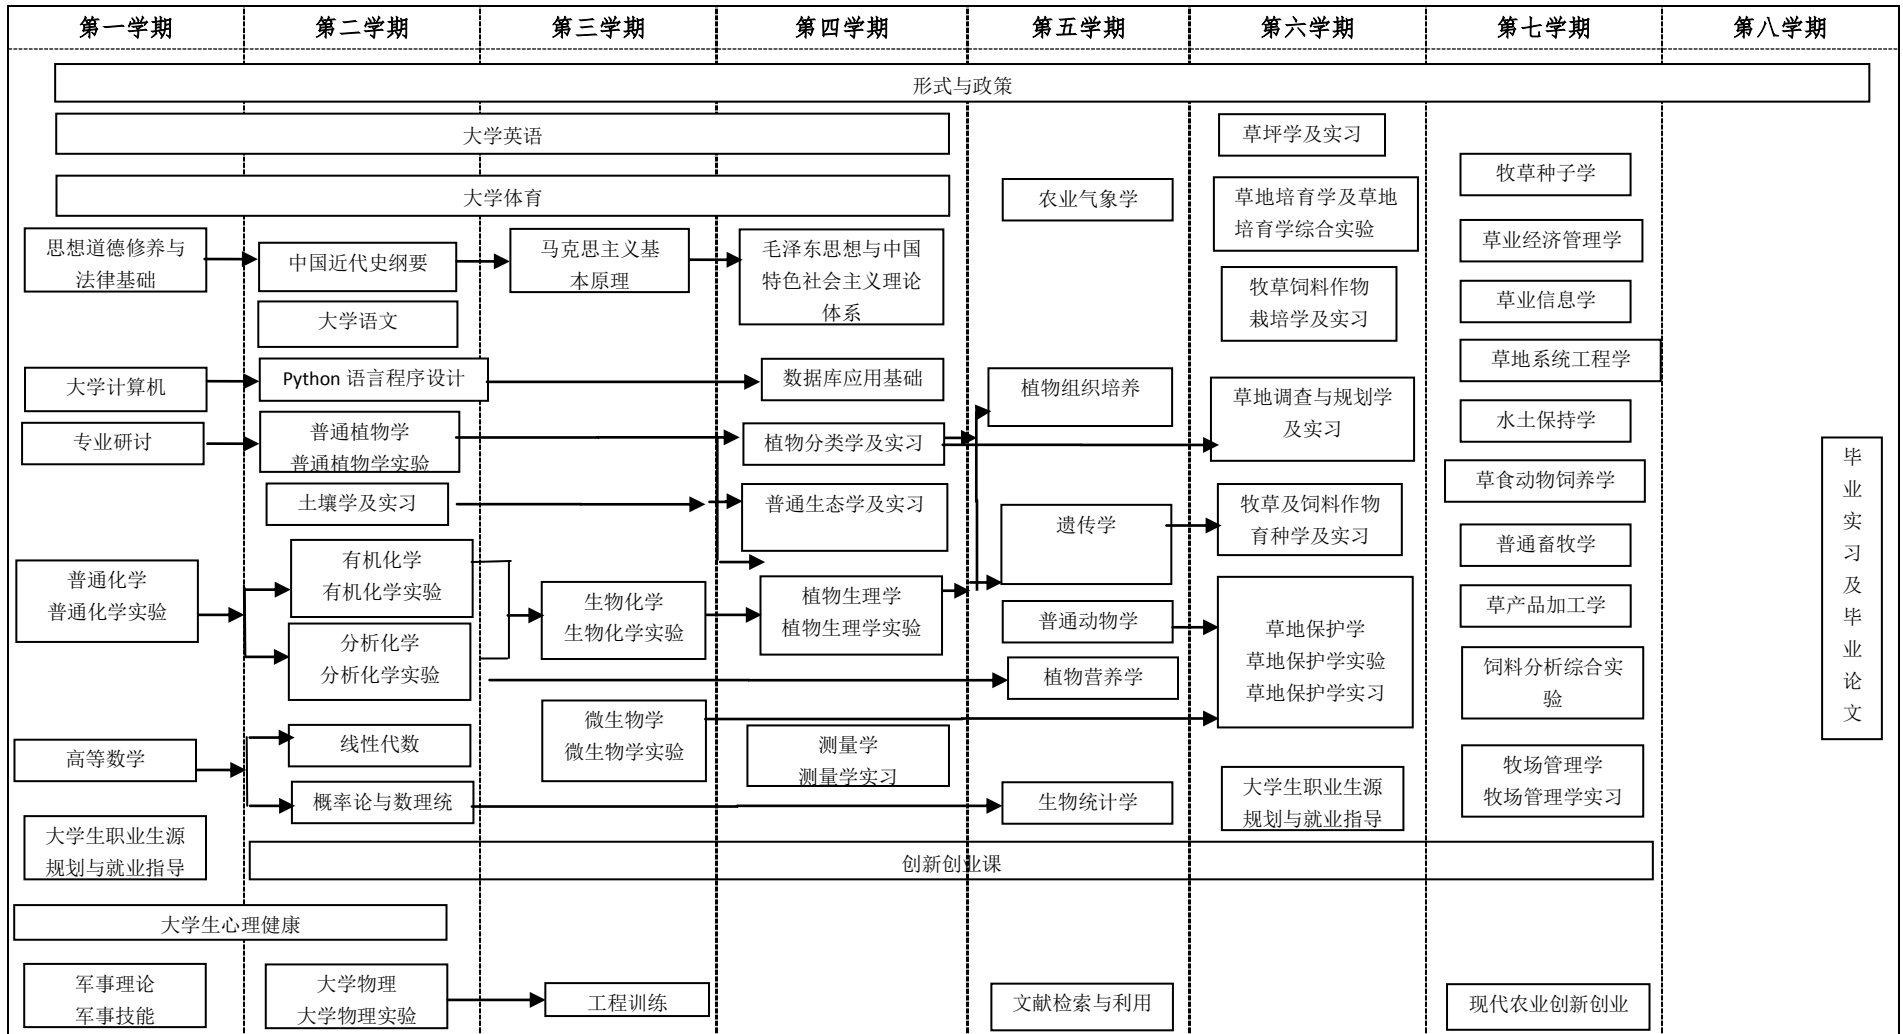 第一学期
第二学期
第三学期
第四学期
第五学期
第六学期
第七学期
第八学期
形式与政策
大学英语
大学体育
思想道德修养与
法律基础
大学计算机
专业研讨
普通化学
普通化学实验
高等数学
大学生职业生源
规划与就业指导
大学生心理健康
军事理论
军事技能
中国近代史纲要
大学语文
Python 语言程序设计
普通植物学
普通植物学实验
土壤学及实习
有机化学
有机化学实验
分析化学
分析化学实验
线性代数
概率论与数理统
创新创业课
大学物理
大学物理实验
马克思主义基
本原理
生物化学
生物化学实验
微生物学
微生物学实验
工程训练
毛泽东思想与中国
特色社会主义理论
体系
数据库应用基础
植物分类学及实习
普通生态学及实习
植物生理学
植物生理学实验
测量学
测量学实习
农业气象学
植物组织培养
遗传学
普通动物学
植物营养学
生物统计学
文献检索与利用
草坪学及实习
草地培育学及草地
培育学综合实验
牧草饲料作物
栽培学及实习
草地调查与规划学
及实习
牧草及饲料作物
育种学及实习
草地保护学
草地保护学实验
草地保护学实习
大学生职业生源
规划与就业指导
牧草种子学
草业经济管理学
草业信息学
草地系统工程学
水土保持学
草食动物饲养学
普通畜牧学
草产品加工学
饲料分析综合实
验
牧场管理学
牧场管理学实习
现代农业创新创业
毕
业
实
习
及
毕
业
论
文